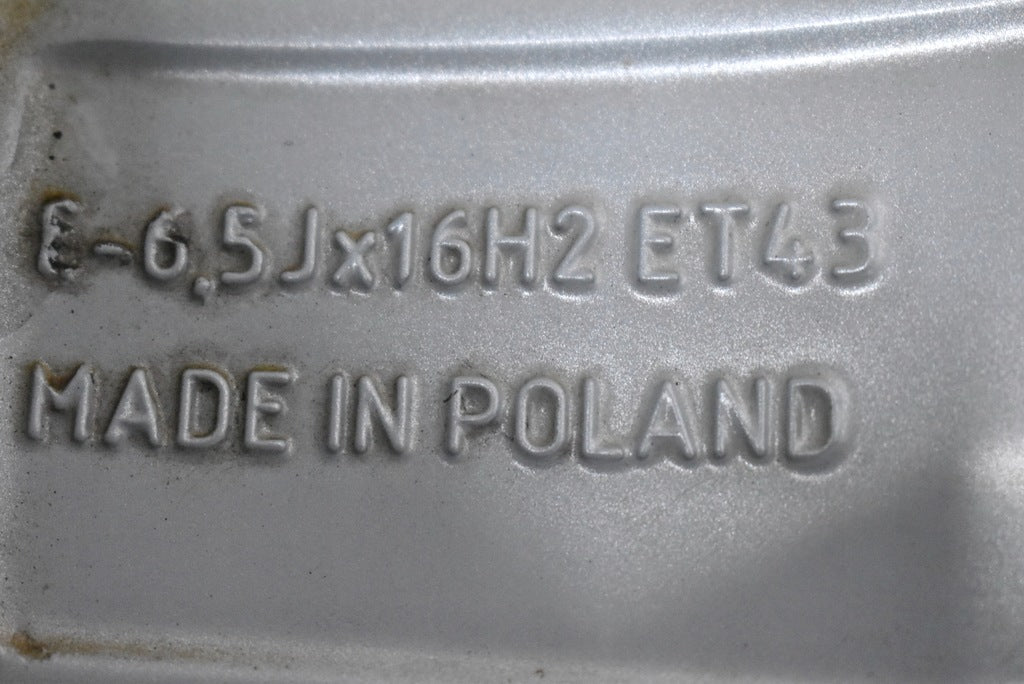 E-6,5Jx16H2 ET43
MADE IN POLAND